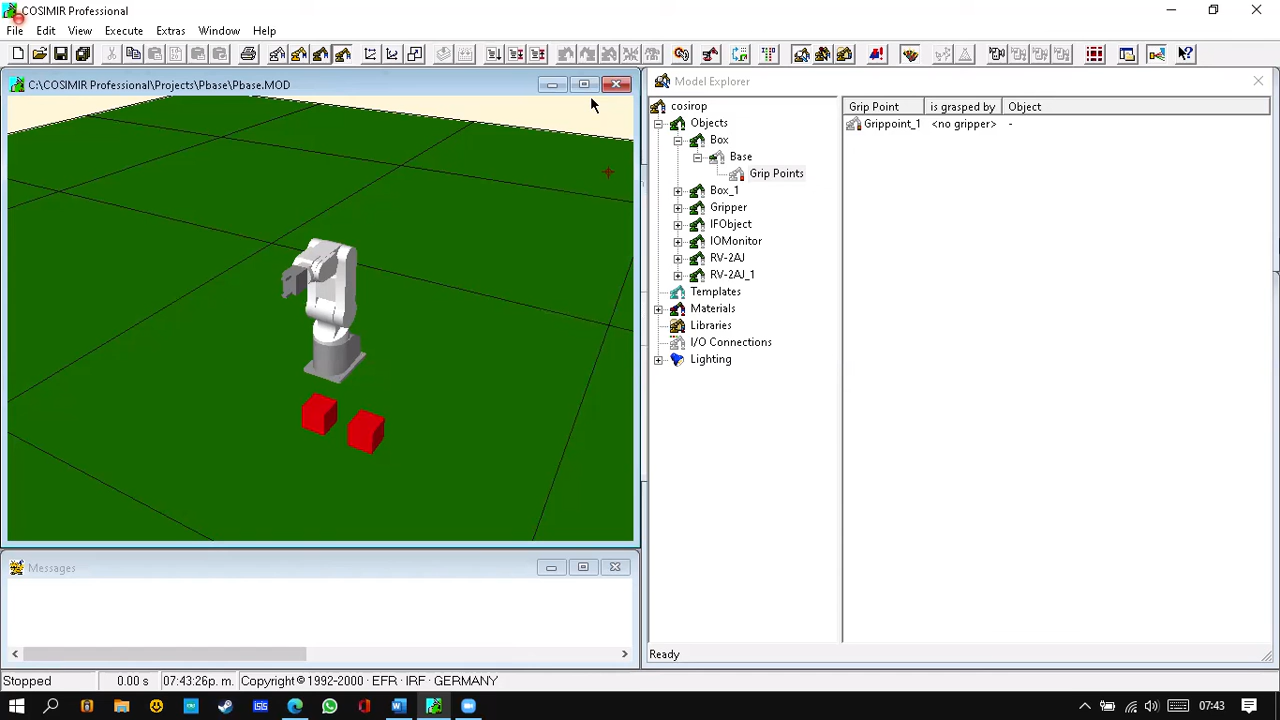 COSIMIR Professional
File Edit View Execute Extras Window Help
C:\COSIMIR Professional\Projects\Pbase\Pbase.MOD
Model Explorer
cosirop
Objects
Box
Base
Grip Points
Box_1
Gripper
IFObject
IOMonitor
RV-2AJ
RV-2AJ_1
Templates
Materials
Libraries
I/O Connections
Lighting
Grip Point is grasped by Object
Grippoint_1 <no gripper> -
Messages
Ready
Stopped 0.00 s 07:43:26p. m. Copyright © 1992-2000 · EFR · IRF · GERMANY
07:43